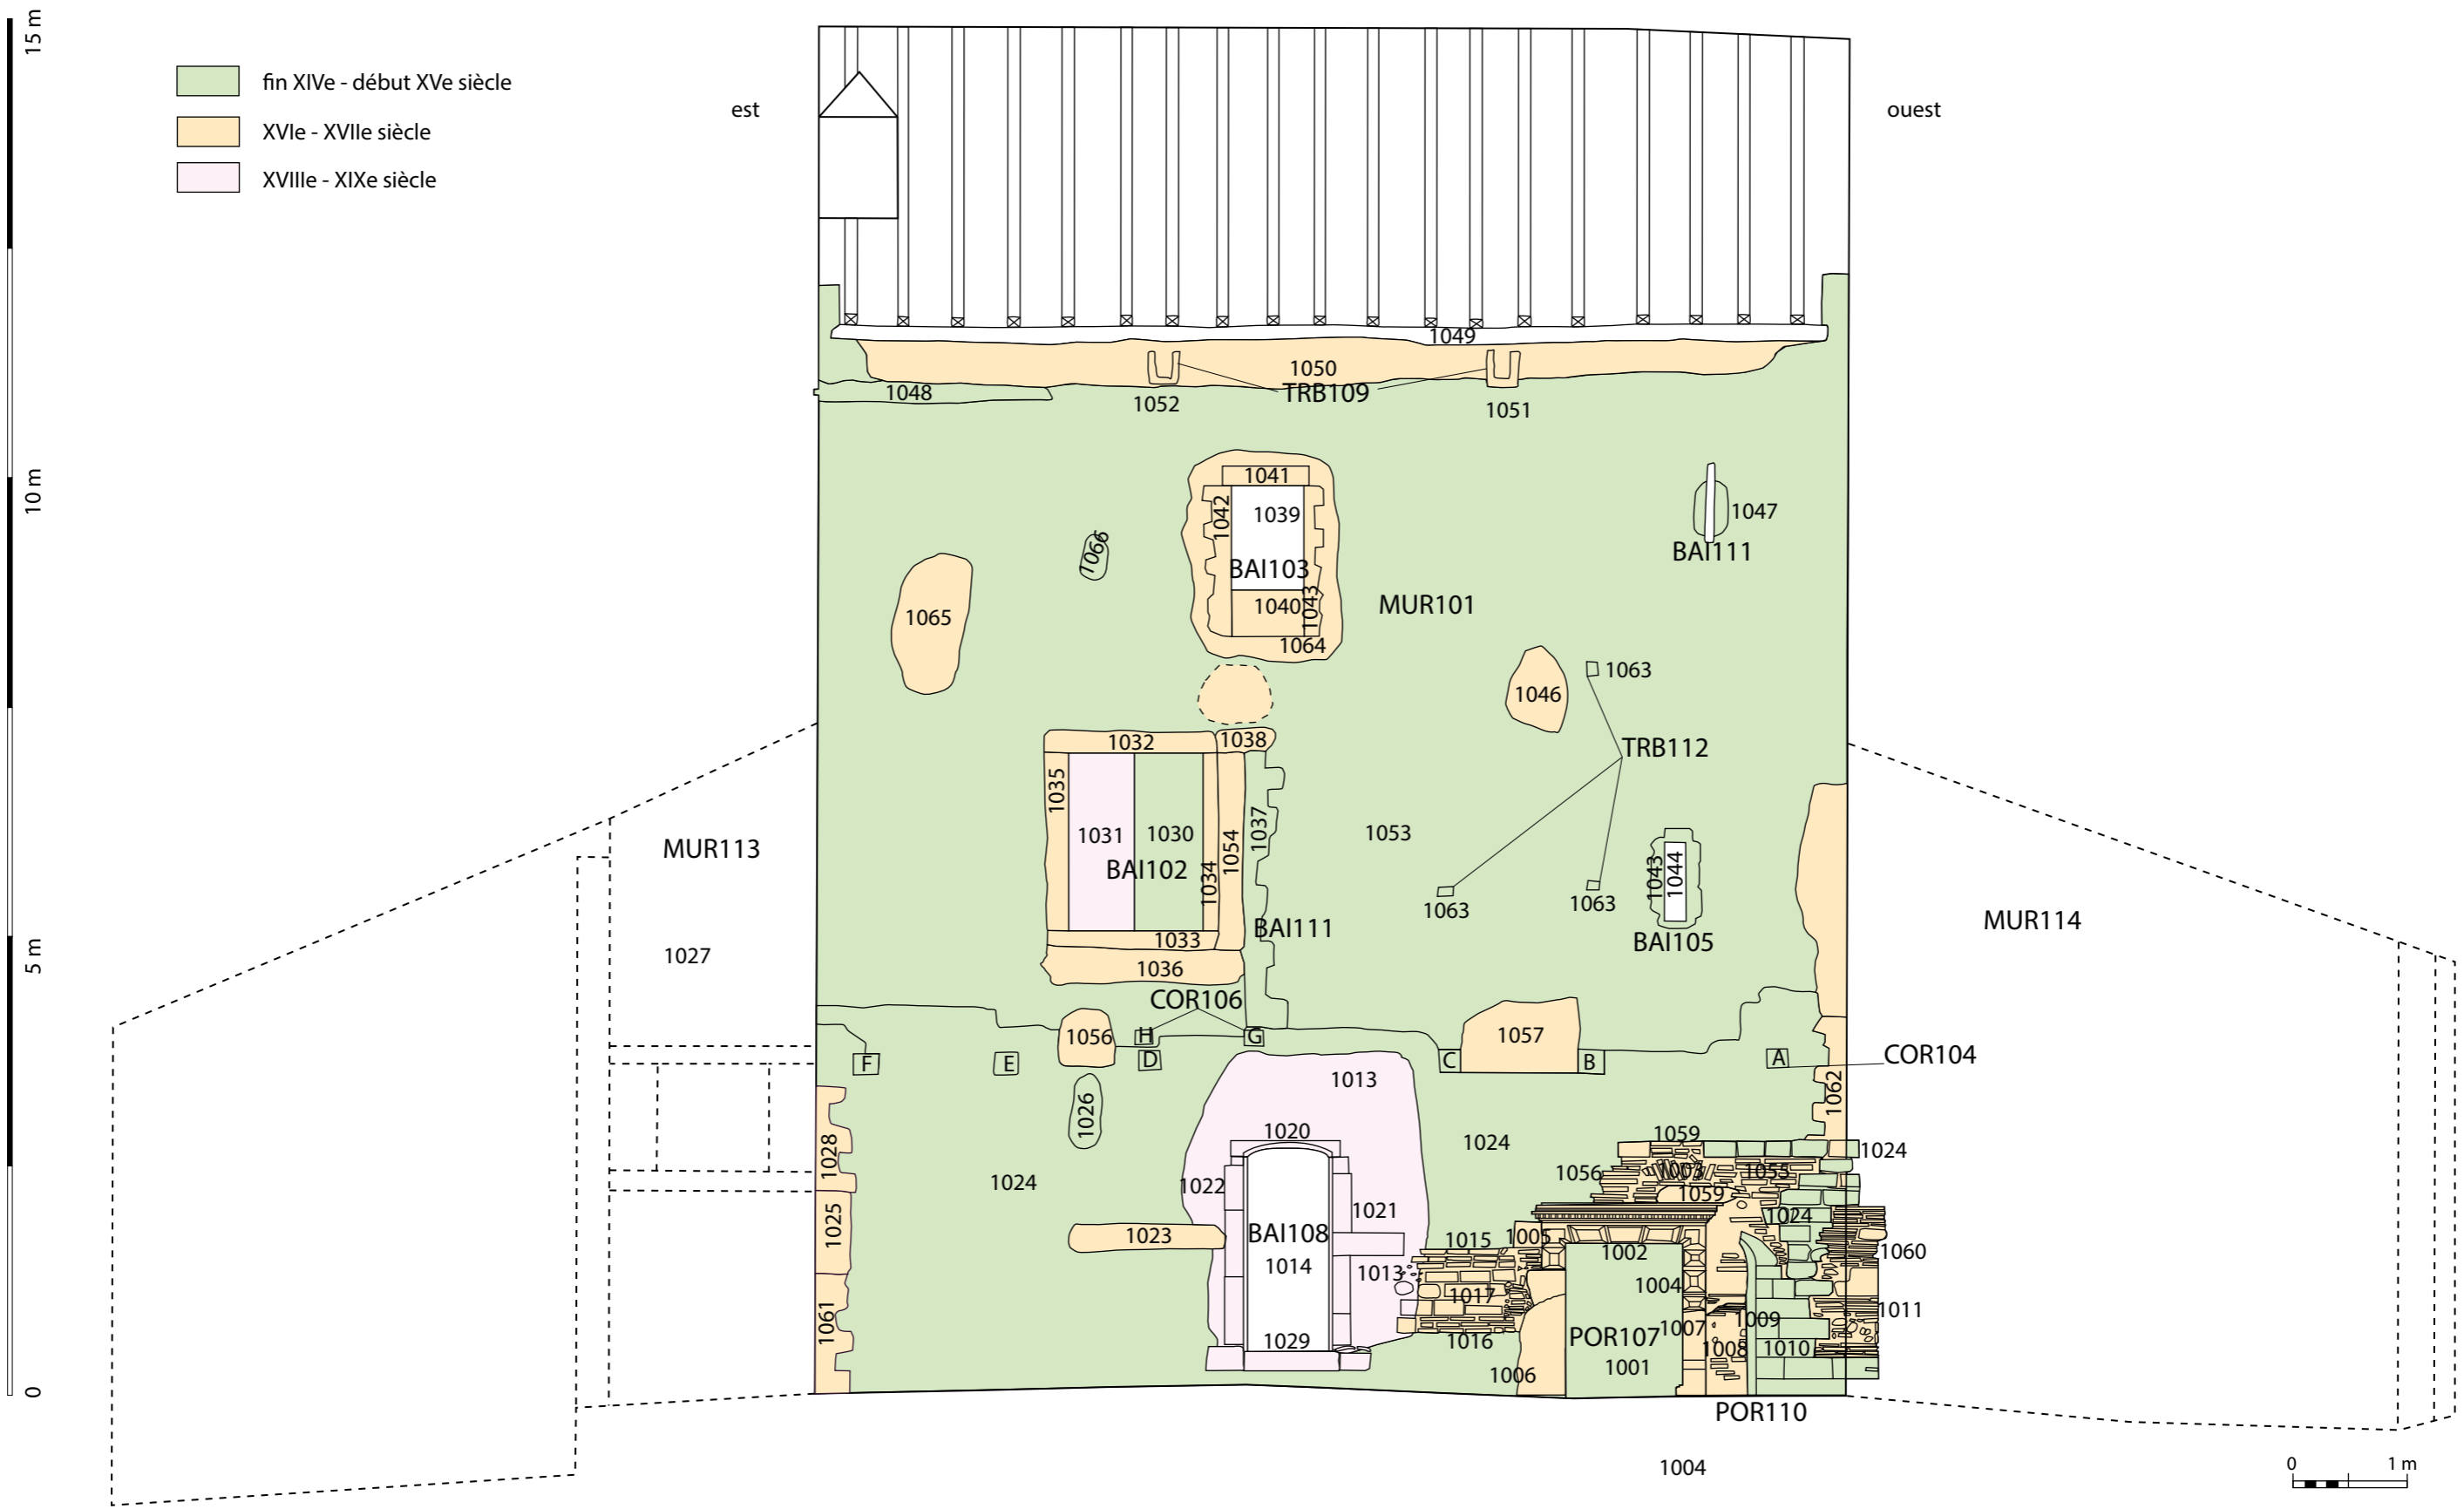 15 m
fin XIVe - début XVe siècle
est
ouest
XVIe - XVIIe siècle
XVIIIe - XIXe siècle
1049
1050
1048
TRB109
1052
1051
10 m
1041
1042
1039
1047
BAI111
1066
BAI103
1040
1043
MUR101
1065
1064
1063
1046
1032
1038
TRB112
1035
1031
1030
1037
1053
1054
1034
BAI102
MUR113
1043
1044
1063
1063
MUR114
BAI111
BAI105
1033
1027
5 m
1036
COR106
1056
H
G
1057
F
E
D
C
B
A
COR104
1013
1062
1026
1020
1059
1024
1024
1028
1056
1003
1055
1024
1022
1059
1021
1024
1025
1023
BAI108
1015
1005
1002
1060
1014
1013
1017
1004
1061
1009
1011
1029
1016
POR107
1007
1008
1010
1006
1001
0
POR110
1004
0
1 m